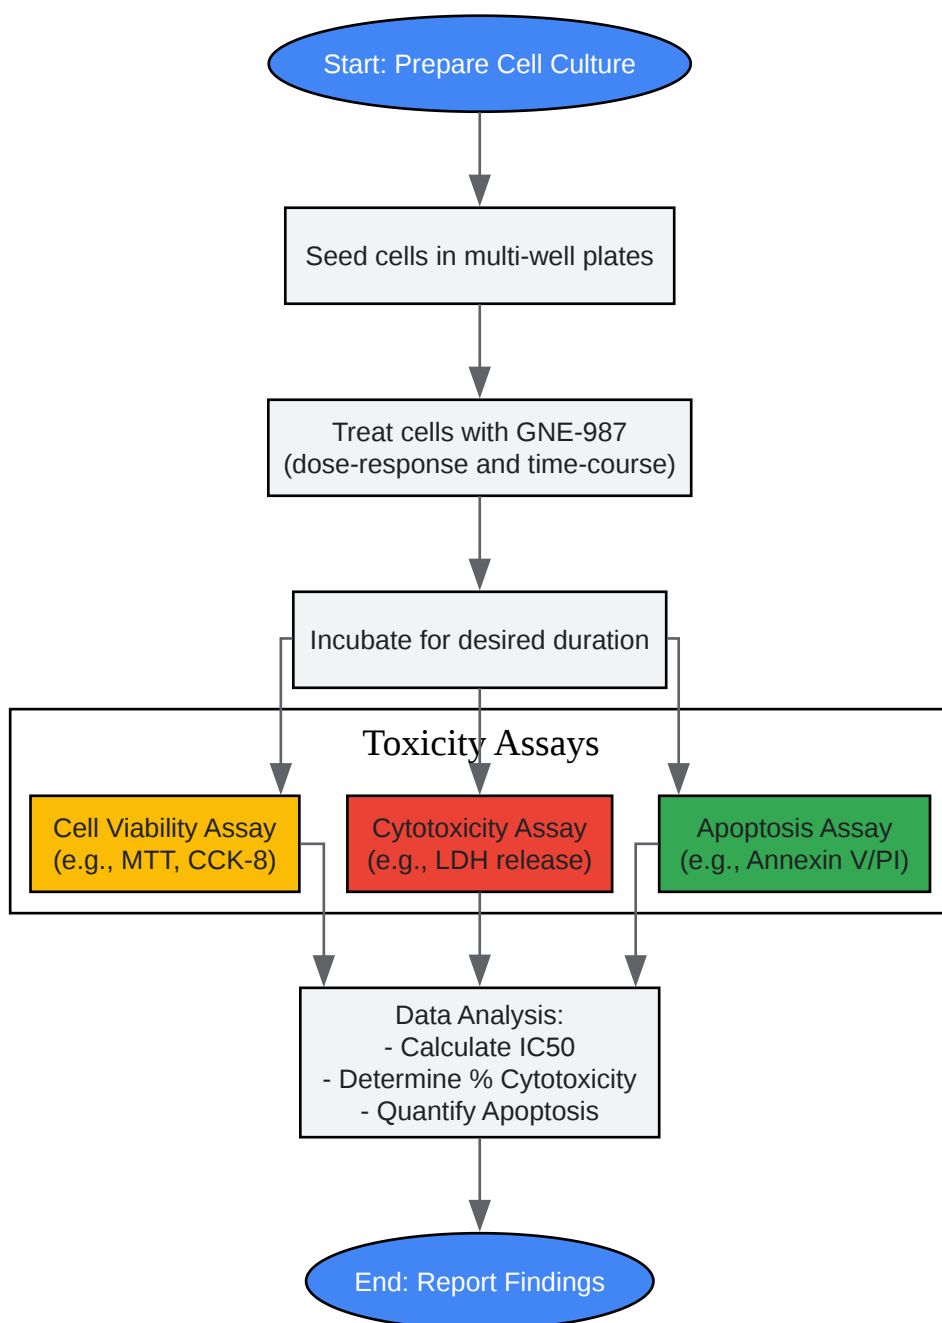 Start: Prepare Cell Culture
Seed cells in multi-well plates
Treat cells with GNE-987
(dose-response and time-course)
Incubate for desired duration
Toxicity Assays
Cell Viability Assay
(e.g., MTT, CCK-8)
Cytotoxicity Assay
(e.g., LDH release)
Apoptosis Assay
(e.g., Annexin V/PI)
Data Analysis:
- Calculate IC50
- Determine % Cytotoxicity
- Quantify Apoptosis
End: Report Findings